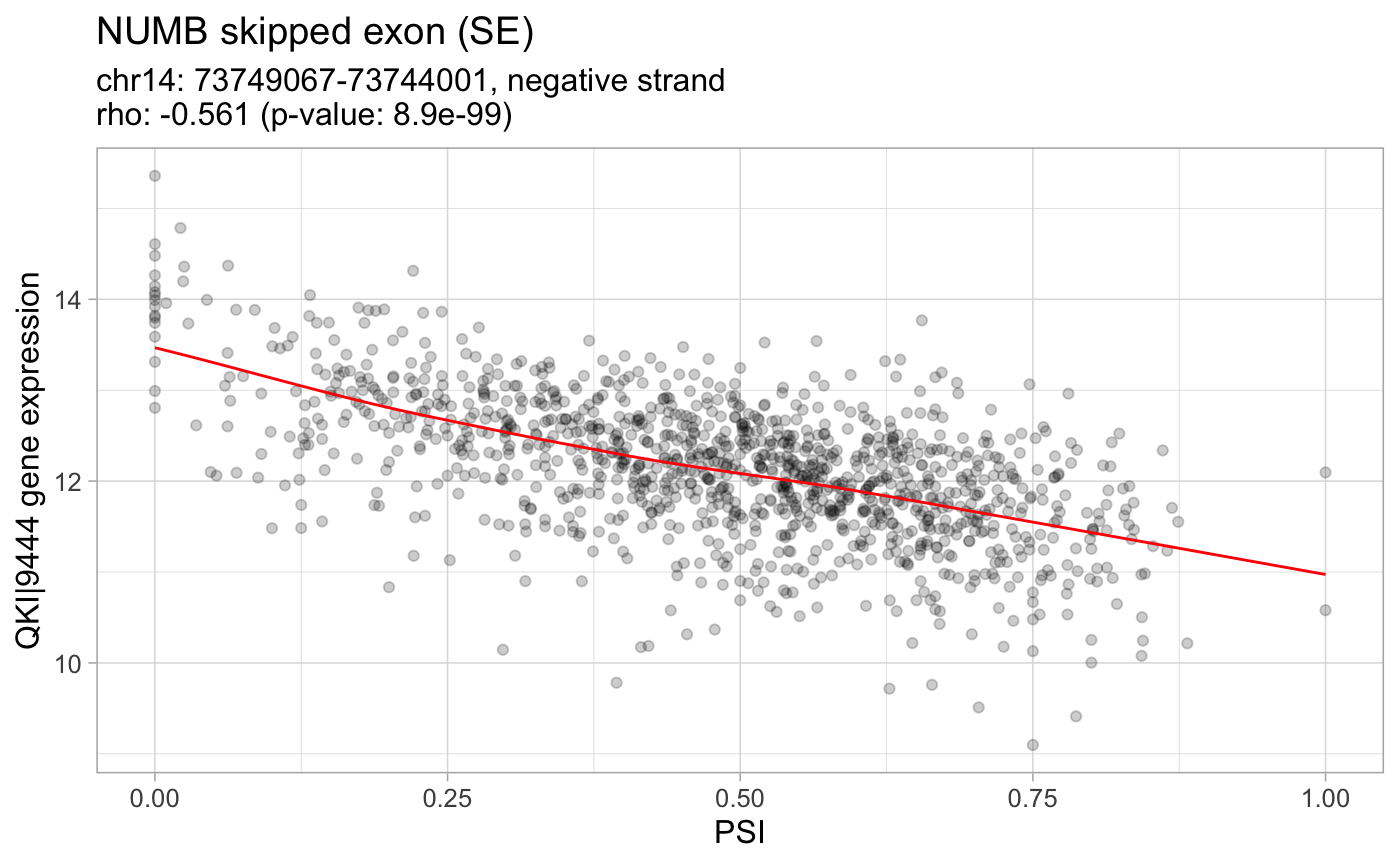 NUMB skipped exon (SE)
chr14: 73749067-73744001, negative strand
rho: -0.561 (p-value: 8.9e-99)
QKI|9444 gene expression
14
12
10
0.00
0.25
0.50
0.75
1.00
PSI